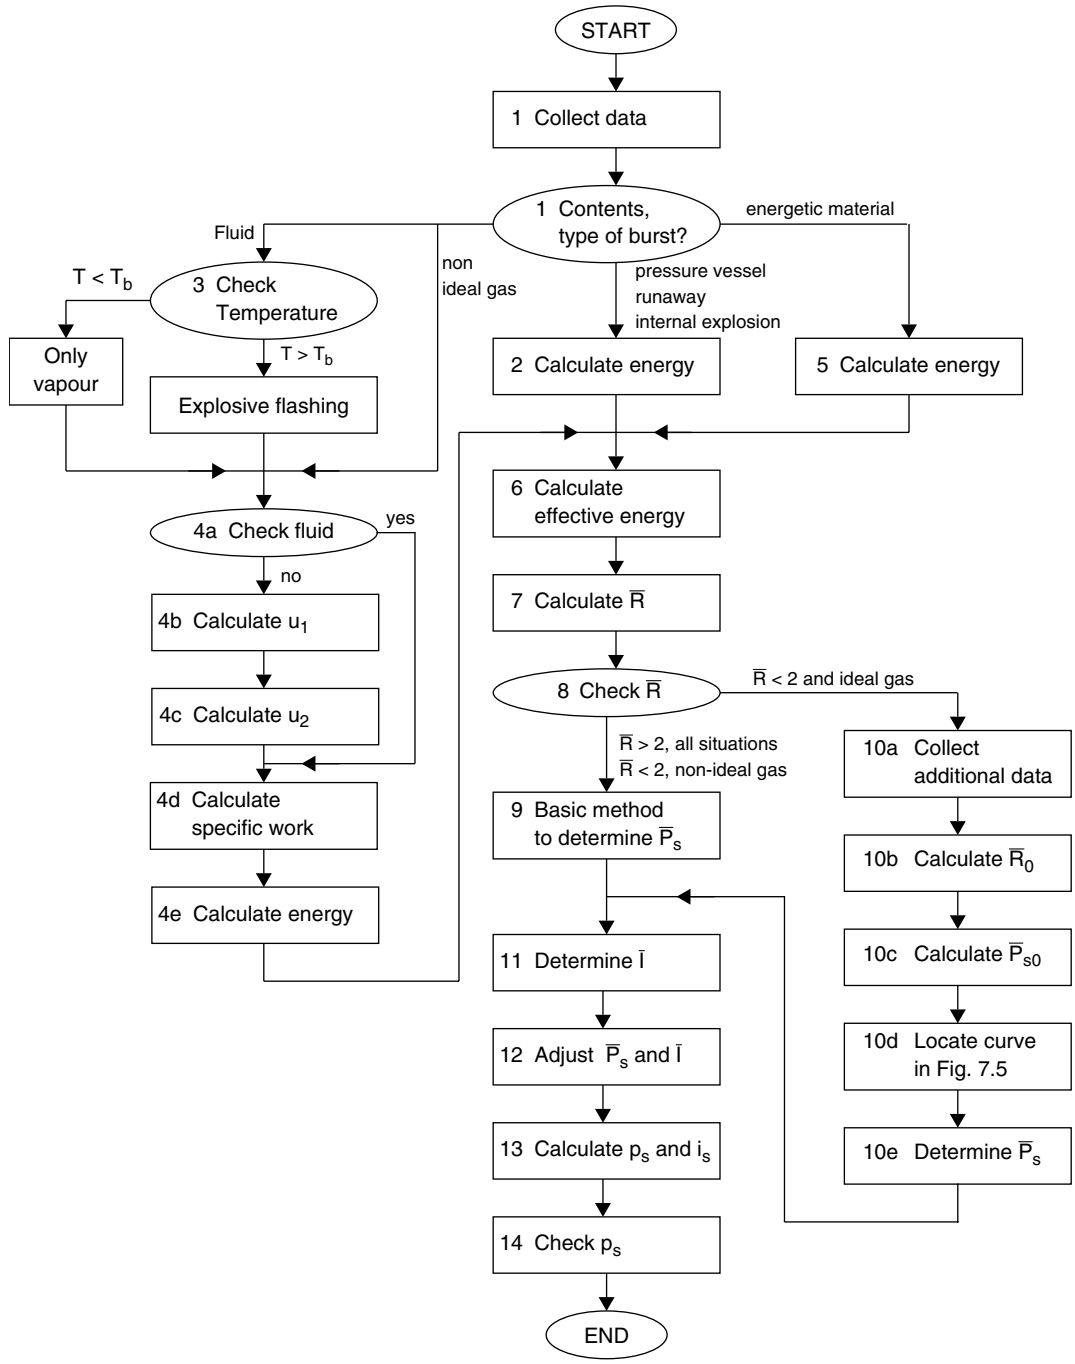 START
1 Collect data
1 Contents,
type of burst?
energetic material
Fluid
non
ideal gas
pressure vessel
runaway
internal explosion
T < T_b
3 Check
Temperature
T > T_b
Only
vapour
Explosive flashing
2 Calculate energy
5 Calculate energy
6 Calculate
effective energy
4a Check fluid
yes
no
4b Calculate u₁
4c Calculate u₂
4d Calculate
specific work
4e Calculate energy
7 Calculate R̅
8 Check R̅
R̅ < 2 and ideal gas
R̅ > 2, all situations
R̅ < 2, non-ideal gas
9 Basic method
to determine P̅ₛ
10a Collect
additional data
10b Calculate R̅₀
10c Calculate P̅ₛ₀
10d Locate curve
in Fig. 7.5
10e Determine P̅ₛ
11 Determine I̅
12 Adjust P̅ₛ and I̅
13 Calculate pₛ and iₛ
14 Check pₛ
END